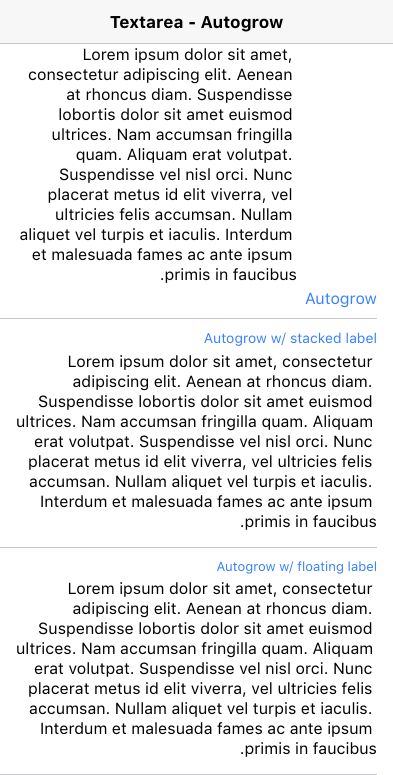 Textarea - Autogrow
Lorem ipsum dolor sit amet,
consectetur adipiscing elit. Aenean
at rhoncus diam. Suspendisse
lobortis dolor sit amet euismod
ultrices. Nam accumsan fringilla
quam. Aliquam erat volutpat.
Suspendisse vel nisl orci. Nunc
placerat metus id elit viverra, vel
ultricies felis accumsan. Nullam
aliquet vel turpis et iaculis. Interdum
et malesuada fames ac ante ipsum
.primis in faucibus
Autogrow
Autogrow w/ stacked label
Lorem ipsum dolor sit amet, consectetur
adipiscing elit. Aenean at rhoncus diam.
Suspendisse lobortis dolor sit amet euismod
ultrices. Nam accumsan fringilla quam. Aliquam
erat volutpat. Suspendisse vel nisl orci. Nunc
placerat metus id elit viverra, vel ultricies felis
accumsan. Nullam aliquet vel turpis et iaculis.
Interdum et malesuada fames ac ante ipsum
.primis in faucibus
Autogrow w/ floating label
Lorem ipsum dolor sit amet, consectetur
adipiscing elit. Aenean at rhoncus diam.
Suspendisse lobortis dolor sit amet euismod
ultrices. Nam accumsan fringilla quam. Aliquam
erat volutpat. Suspendisse vel nisl orci. Nunc
placerat metus id elit viverra, vel ultricies felis
accumsan. Nullam aliquet vel turpis et iaculis.
Interdum et malesuada fames ac ante ipsum
.primis in faucibus